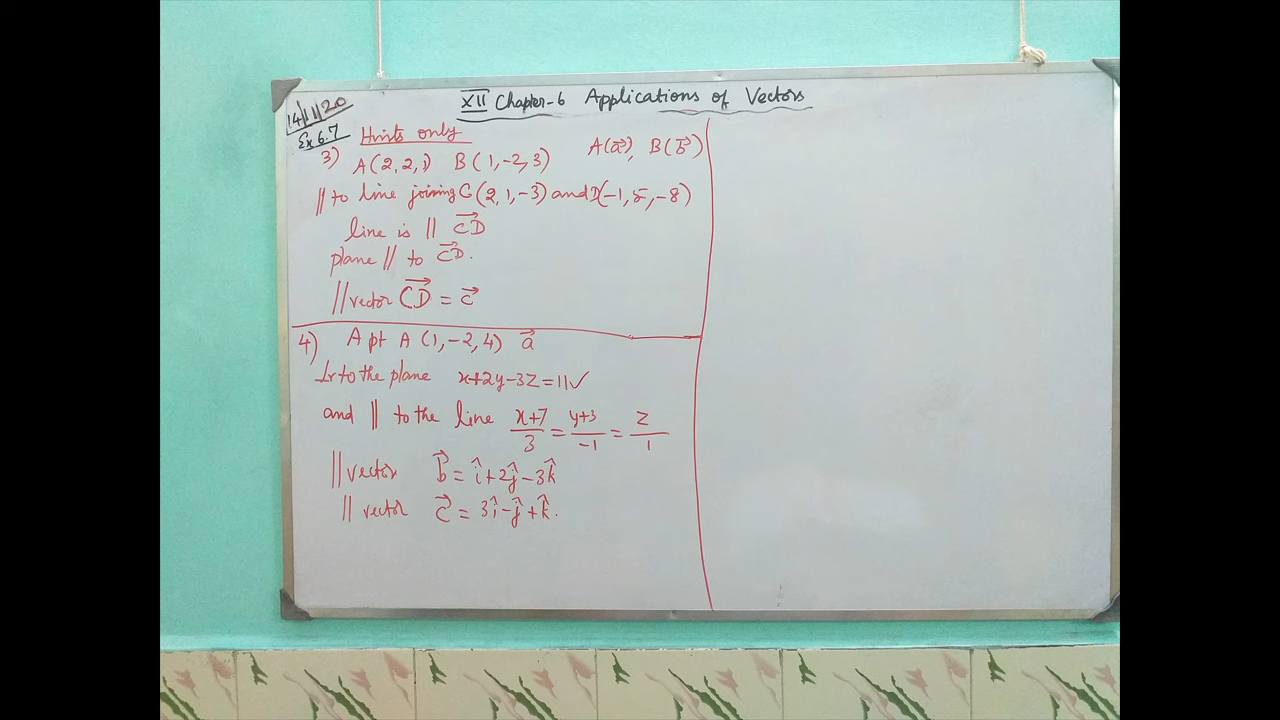 XII Chapter-6 Applications of Vectors
14/11/20
Ex 6.7 Hints only
3) A(2,2,1) B(1,-2,3) A(a⃗), B(b⃗)
|| to line joining C(2,1,-3) and D(-1,5,-8)
line is || CD⃗
plane || to CD⃗.
|| vector CD⃗ = c⃗
4) A pt A (1,-2,4) a⃗
⊥r to the plane x+2y-3z=11✓
and || to the line (x+7)/3 = (y+3)/-1 = z/1
|| vector b⃗ = î+2ĵ-3k̂
|| vector c⃗ = 3î-ĵ+k̂.